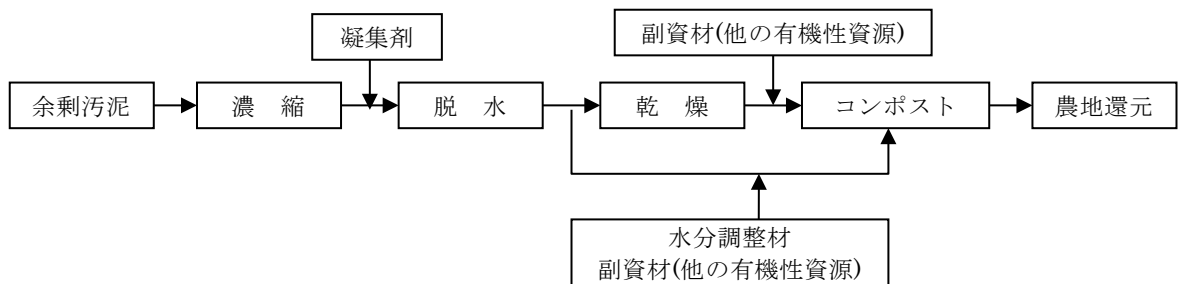 凝集剤
副資材(他の有機性資源)
余剰汚泥
濃　縮
脱　水
乾　燥
コンポスト
農地還元
水分調整材
副資材(他の有機性資源)